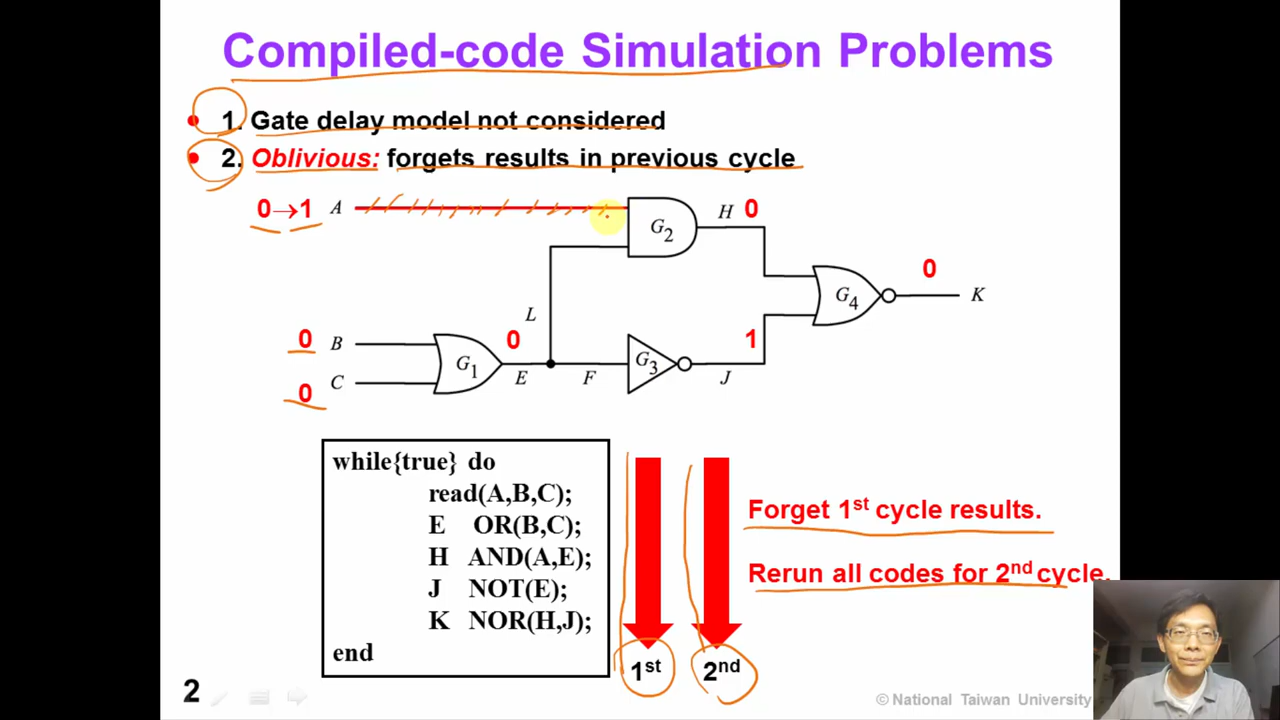 Compiled-code Simulation Problems
• 1. Gate delay model not considered
• 2. Oblivious: forgets results in previous cycle
0→1 A
G2
H 0
0
G4
K
L
0 B
0
1
G1
G3
C
0
E
F
J
while{true} do
read(A,B,C);
E OR(B,C);
H AND(A,E);
J NOT(E);
K NOR(H,J);
end
1st
2nd
Forget 1st cycle results.
Rerun all codes for 2nd cycle.
2
© National Taiwan University